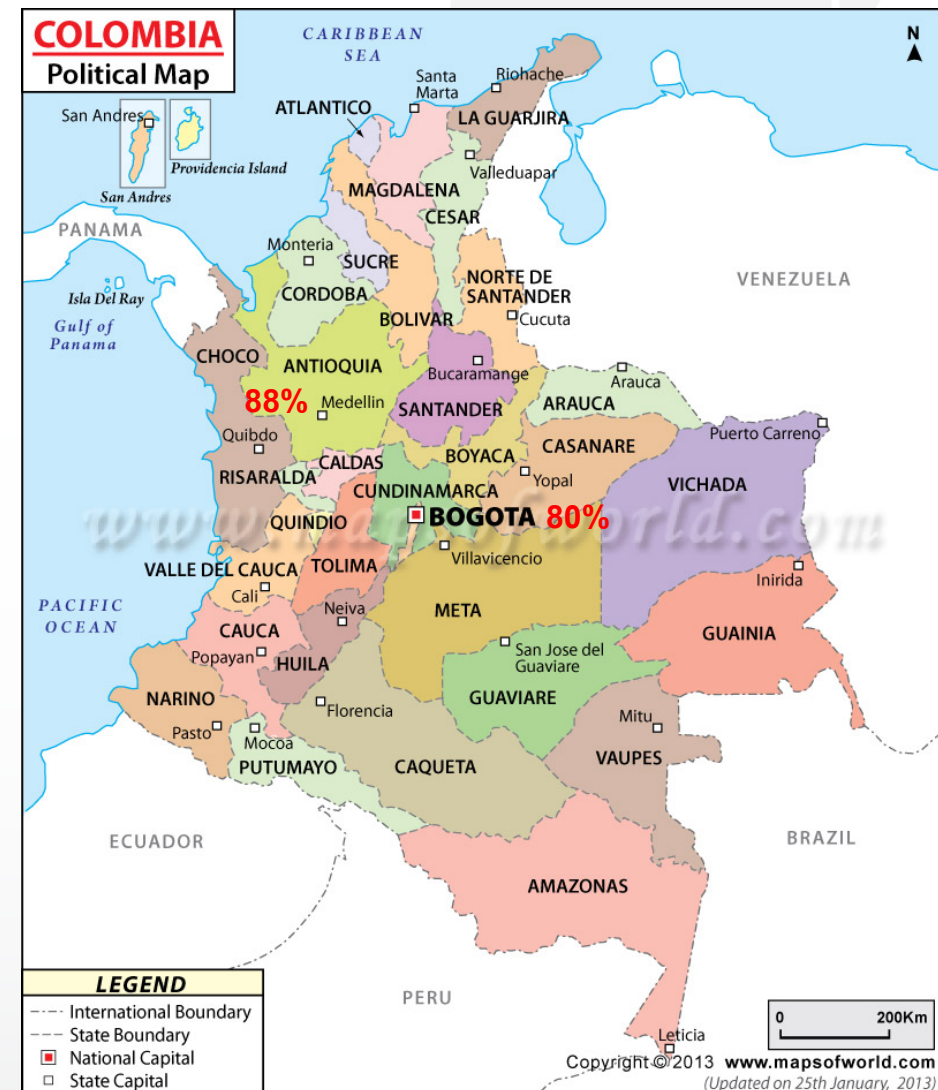 COLOMBIA
Political Map
CARIBBEAN
SEA
N
Santa
Marta
Riohache
ATLANTICO
LA GUARJIRA
San Andres
Providencia Island
San Andres
Valleduapar
MAGDALENA
CESAR
PANAMA
Monteria
SUCRE
NORTE DE
SANTANDER
VENEZUELA
Isla Del Ray
CORDOBA
Gulf of
Panama
BOLIVAR
Cucuta
CHOCO
ANTIOQUIA
Bucaramange
Arauca
88%
Medellin
SANTANDER
ARAUCA
Quibdo
Puerto Carreno
CASANARE
BOYACA
CALDAS
RISARALDA
Yopal
VICHADA
CUNDINAMARCA
www.mapsofworld.com
QUINDIO
BOGOTA 80%
Villavicencio
VALLE DEL CAUCA
TOLIMA
Inirida
Cali
PACIFIC
OCEAN
Neiva
META
CAUCA
GUAINIA
San Jose del
Guaviare
Popayan
HUILA
NARINO
GUAVIARE
Florencia
Mitu
Pasto
Mocoa
PUTUMAYO
CAQUETA
VAUPES
ECUADOR
BRAZIL
AMAZONAS
LEGEND
International Boundary
State Boundary
National Capital
State Capital
PERU
0 200Km
Leticia
Copyright © 2013 www.mapsofworld.com
(Updated on 25th January, 2013)